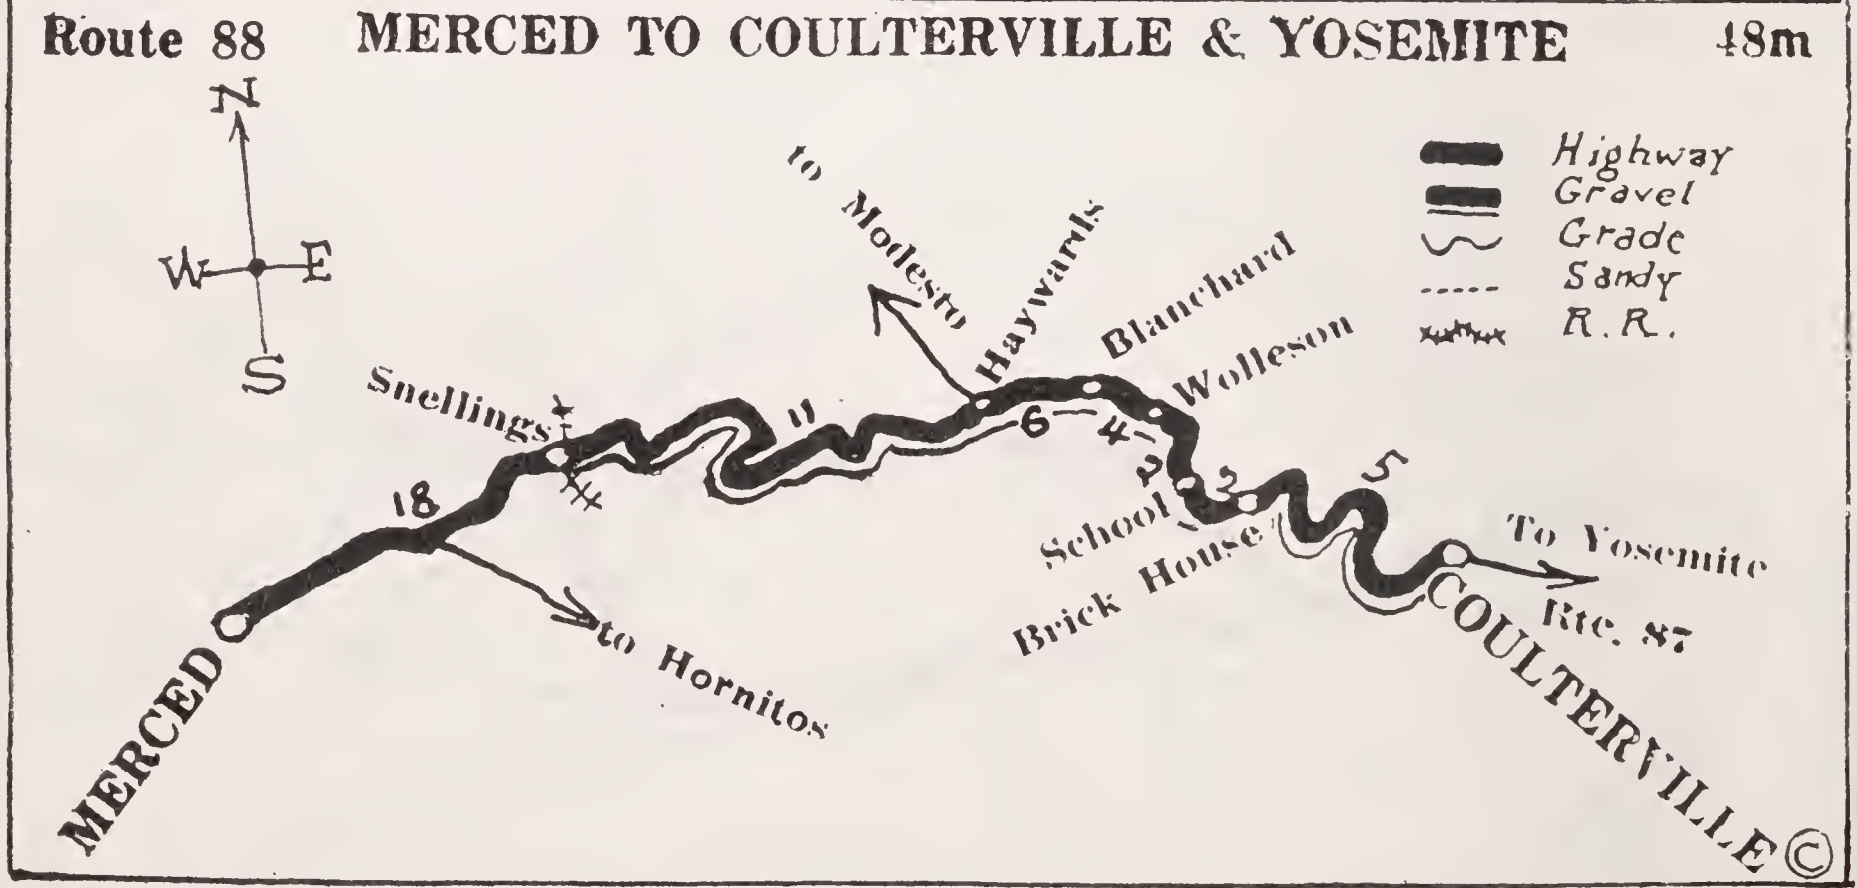 Route 88 MERCED TO COULTERVILLE & YOSEMITE 48m
N
W E
S
Highway
Gravel
Grade
Sandy
R.R.
to Modesto
Haywards
Blanchard
Wolleson
Snellings
11
6
4
5
18
2
School
Brick House
To Yosemite
Rte. 87
to Hornitos
MERCED
COULTERVILLE ©